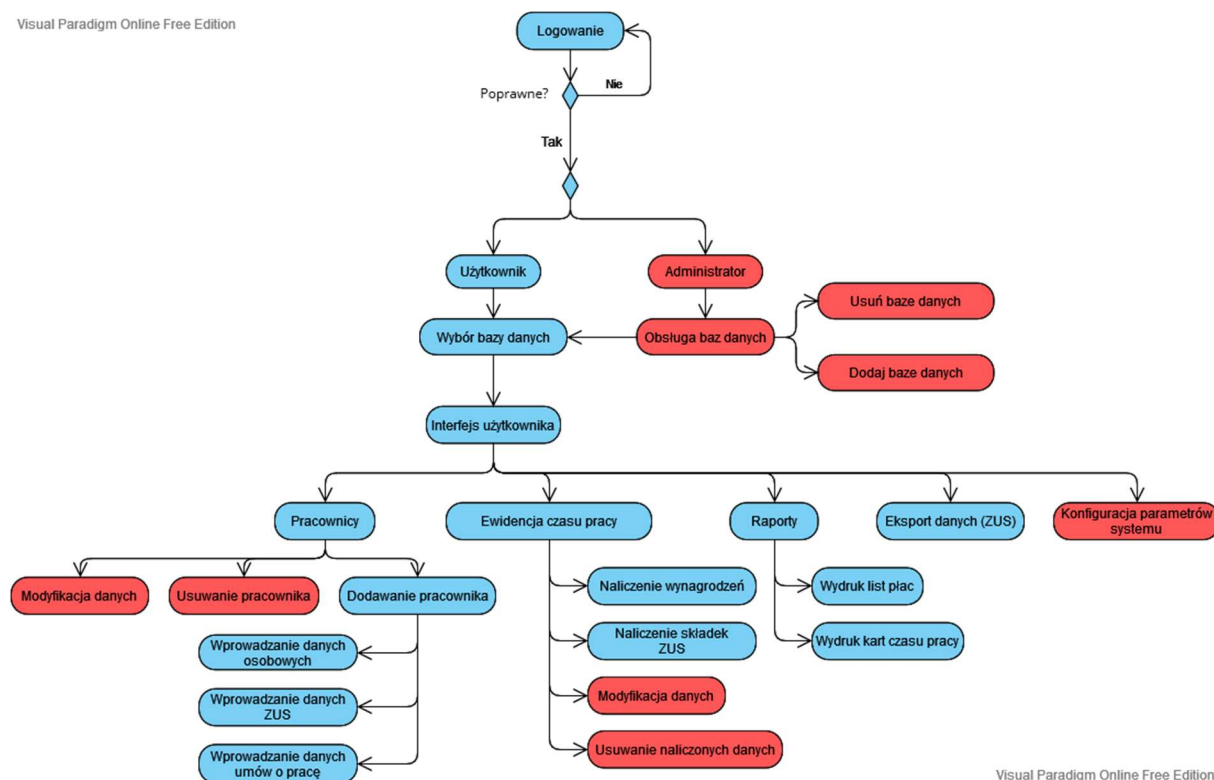 Visual Paradigm Online Free Edition
Logowanie
Poprawne?
Nie
Tak
Użytkownik
Administrator
Usuń baze danych
Wybór bazy danych
Obsługa baz danych
Dodaj baze danych
Interfejs użytkownika
Pracownicy
Ewidencja czasu pracy
Raporty
Eksport danych (ZUS)
Konfiguracja parametrów
systemu
Modyfikacja danych
Usuwanie pracownika
Dodawanie pracownika
Naliczenie wynagrodzeń
Wydruk list płac
Wprowadzanie danych
osobowych
Naliczenie składek
ZUS
Wydruk kart czasu pracy
Wprowadzanie danych
ZUS
Modyfikacja danych
Wprowadzanie danych
umów o pracę
Usuwanie naliczonych danych
Visual Paradigm Online Free Edition